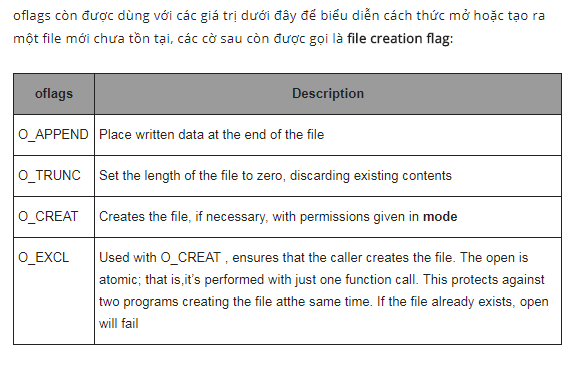 oflags còn được dùng với các giá trị dưới đây để biểu diễn cách thức mở hoặc tạo ra
một file mới chưa tồn tại, các cờ sau còn được gọi là file creation flag:
oflags Description
O_APPEND Place written data at the end of the file
O_TRUNC Set the length of the file to zero, discarding existing contents
O_CREAT Creates the file, if necessary, with permissions given in mode
O_EXCL Used with O_CREAT , ensures that the caller creates the file. The open is
atomic; that is,it's performed with just one function call. This protects against
two programs creating the file atthe same time. If the file already exists, open
will fail